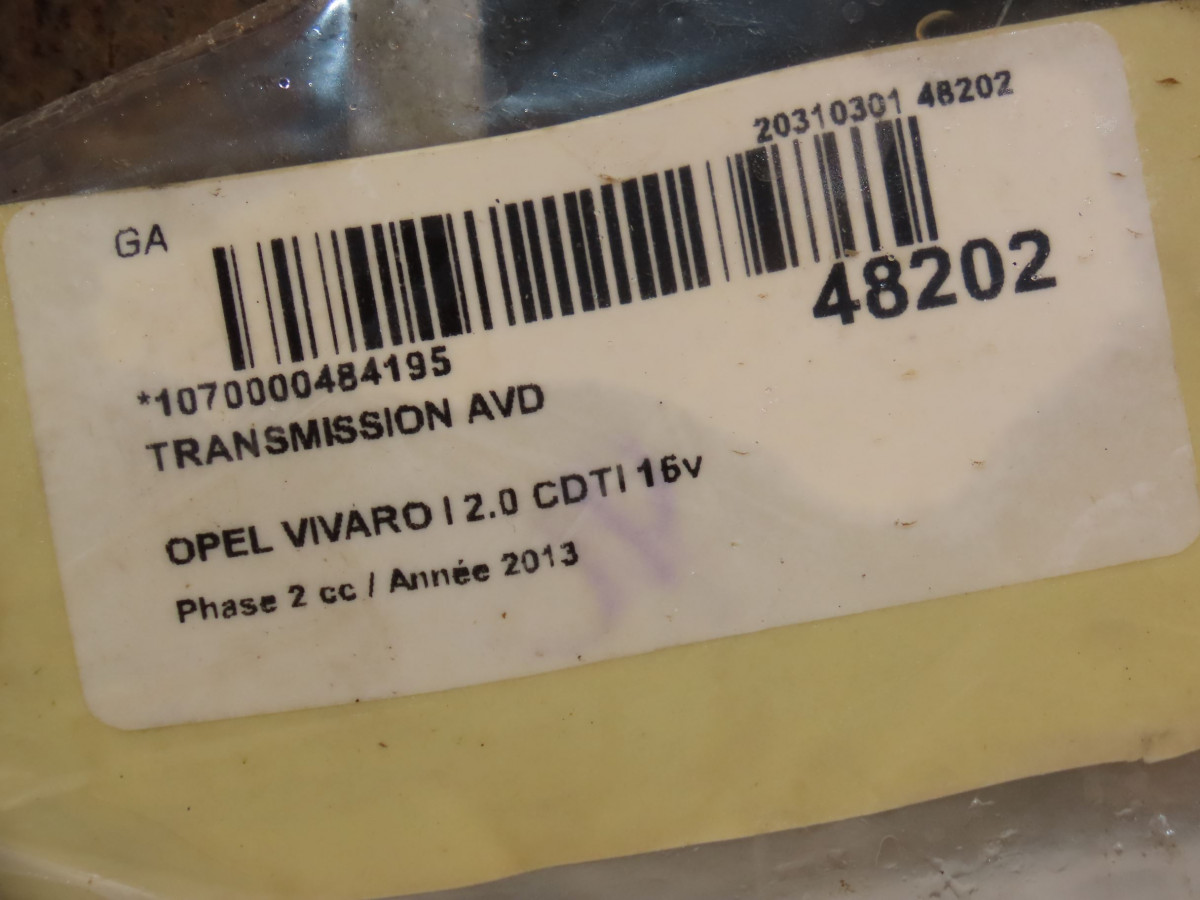 20310301 48202
GA
48202
*1070000484195
TRANSMISSION AVD
OPEL VIVARO I 2.0 CDTI 16v
Phase 2 cc / Année 2013